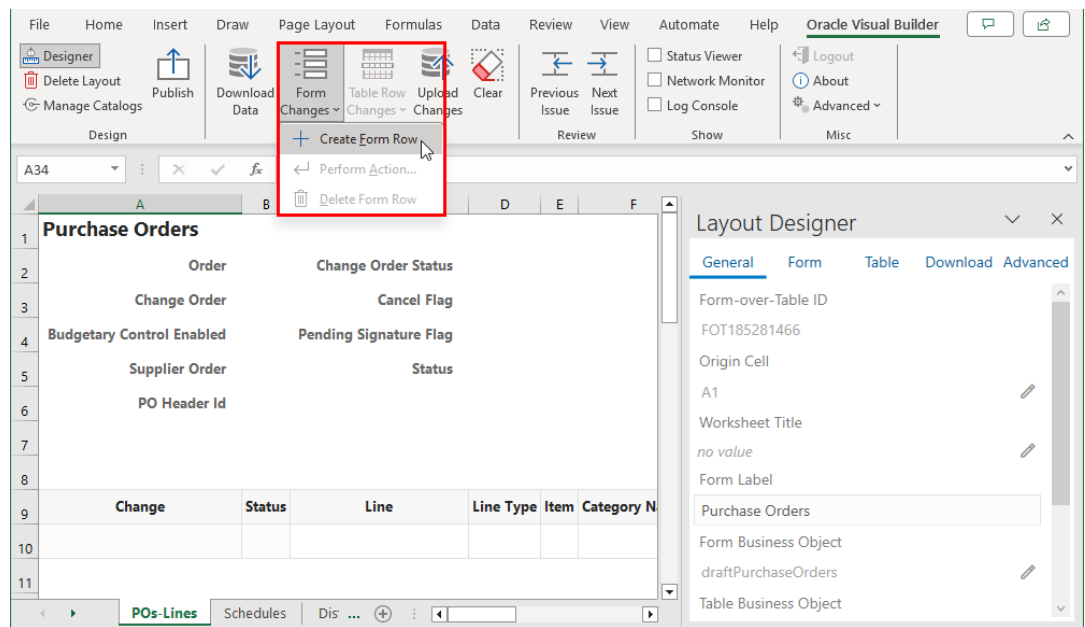 File Home Insert Draw Page Layout Formulas Data Review View Automate Help Oracle Visual Builder
Designer
Delete Layout
Manage Catalogs
Publish
Design
Download Data
Form Changes
Table Row Changes
Upload Changes
Clear
Previous Issue
Next Issue
Review
Status Viewer
Network Monitor
Log Console
Show
Logout
About
Advanced
Misc
Create Form Row
Perform Action...
Delete Form Row
A34
fx
A B D E F
1 Purchase Orders
2 Order Change Order Status
3 Change Order Cancel Flag
4 Budgetary Control Enabled Pending Signature Flag
5 Supplier Order Status
6 PO Header Id
7
8
9 Change Status Line Line Type Item Category N
10
11
POs-Lines Schedules Dis ...
Layout Designer
General Form Table Download Advanced
Form-over-Table ID
FOT185281466
Origin Cell
A1
Worksheet Title
no value
Form Label
Purchase Orders
Form Business Object
draftPurchaseOrders
Table Business Object